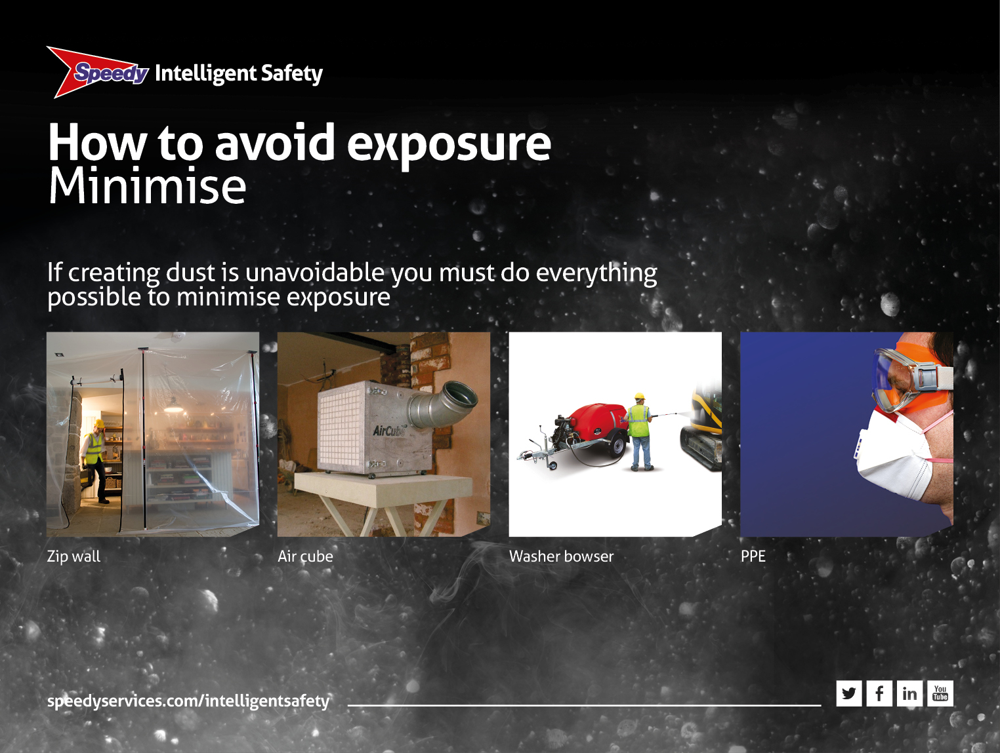 Speedy Intelligent Safety
How to avoid exposure
Minimise
If creating dust is unavoidable you must do everything
possible to minimise exposure
AirCube
Zip wall
Air cube
Washer bowser
PPE
speedyservices.com/intelligentsafety
You
Tube